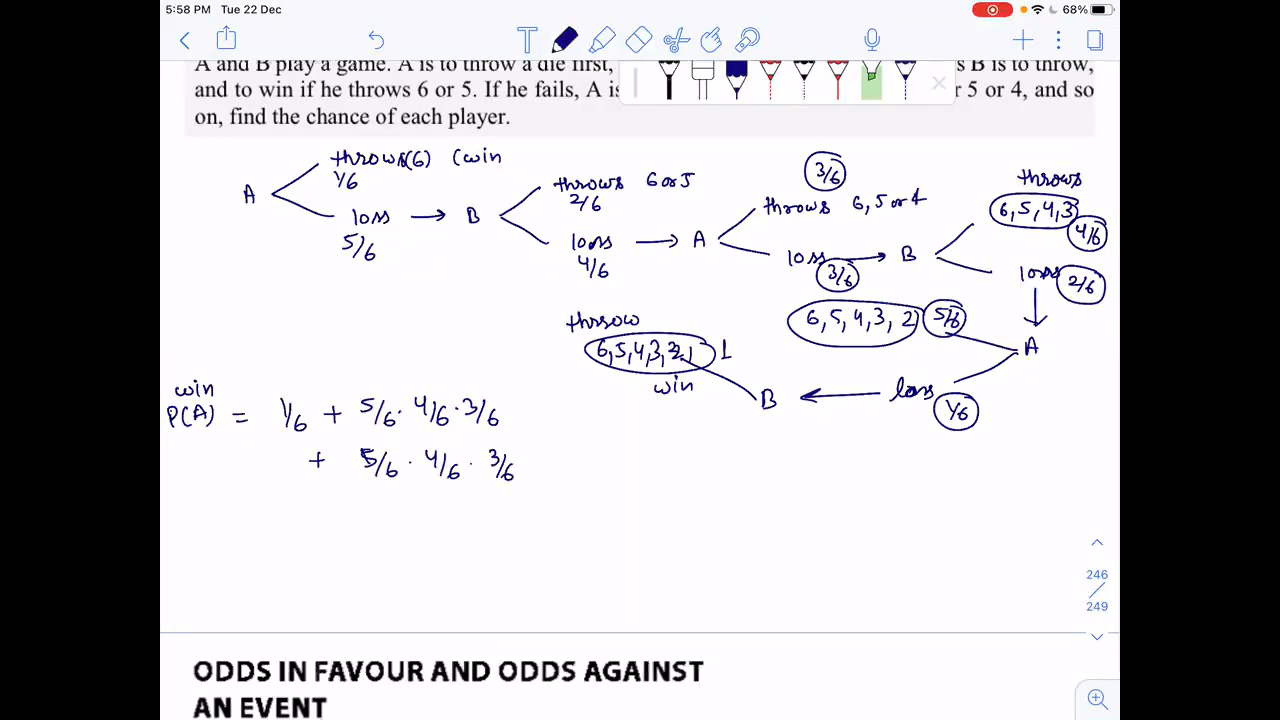 5:58 PM Tue 22 Dec
68%
A and B play a game. A is to throw a die first, s B is to throw,
and to win if he throws 6 or 5. If he fails, A is r 5 or 4, and so
on, find the chance of each player.
A
throws(6) (win
1/6
loss
5/6
B
throws 6 or 5
2/6
loss
4/6
A
3/6
throws 6, 5 or 4
loss
3/6
B
throws
6, 5, 4, 3
4/6
loss
2/6
A
6, 5, 4, 3, 2
5/6
loss
1/6
B
throw
6, 5, 4, 3, 2, 1
1
win
win
P(A) = 1/6 + 5/6 · 4/6 · 3/6
+ 5/6 · 4/6 · 3/6
246
249
ODDS IN FAVOUR AND ODDS AGAINST
AN EVENT